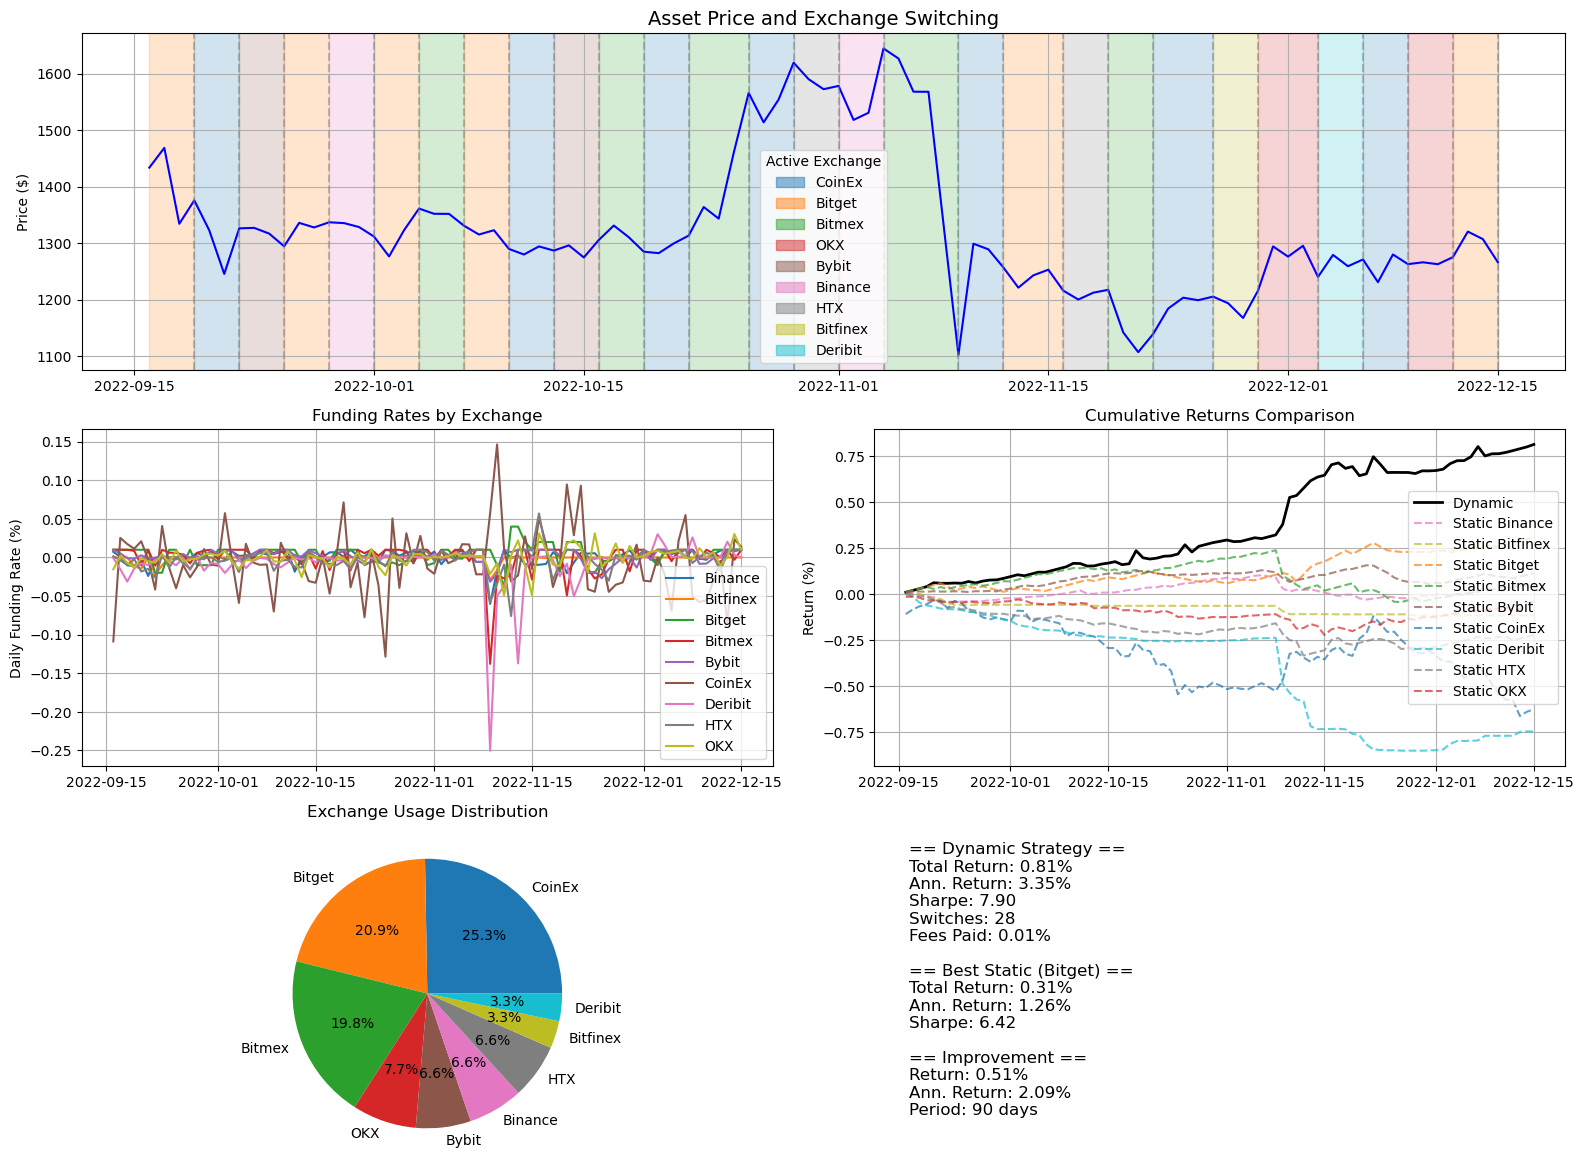 Asset Price and Exchange Switching
Price ($)
1600
1500
1400
1300
1200
1100
Active Exchange
CoinEx
Bitget
Bitmex
OKX
Bybit
Binance
HTX
Bitfinex
Deribit
2022-09-15
2022-10-01
2022-10-15
2022-11-01
2022-11-15
2022-12-01
2022-12-15
Funding Rates by Exchange
Daily Funding Rate (%)
0.15
0.10
0.05
0.00
−0.05
−0.10
−0.15
−0.20
−0.25
Binance
Bitfinex
Bitget
Bitmex
Bybit
CoinEx
Deribit
HTX
OKX
2022-09-15
2022-10-01
2022-10-15
2022-11-01
2022-11-15
2022-12-01
2022-12-15
Cumulative Returns Comparison
Return (%)
0.75
0.50
0.25
0.00
−0.25
−0.50
−0.75
Dynamic
Static Binance
Static Bitfinex
Static Bitget
Static Bitmex
Static Bybit
Static CoinEx
Static Deribit
Static HTX
Static OKX
2022-09-15
2022-10-01
2022-10-15
2022-11-01
2022-11-15
2022-12-01
2022-12-15
Exchange Usage Distribution
CoinEx
25.3%
Bitget
20.9%
Bitmex
19.8%
OKX
7.7%
Bybit
6.6%
Binance
6.6%
HTX
6.6%
Bitfinex
3.3%
Deribit
3.3%
== Dynamic Strategy ==
Total Return: 0.81%
Ann. Return: 3.35%
Sharpe: 7.90
Switches: 28
Fees Paid: 0.01%
== Best Static (Bitget) ==
Total Return: 0.31%
Ann. Return: 1.26%
Sharpe: 6.42
== Improvement ==
Return: 0.51%
Ann. Return: 2.09%
Period: 90 days